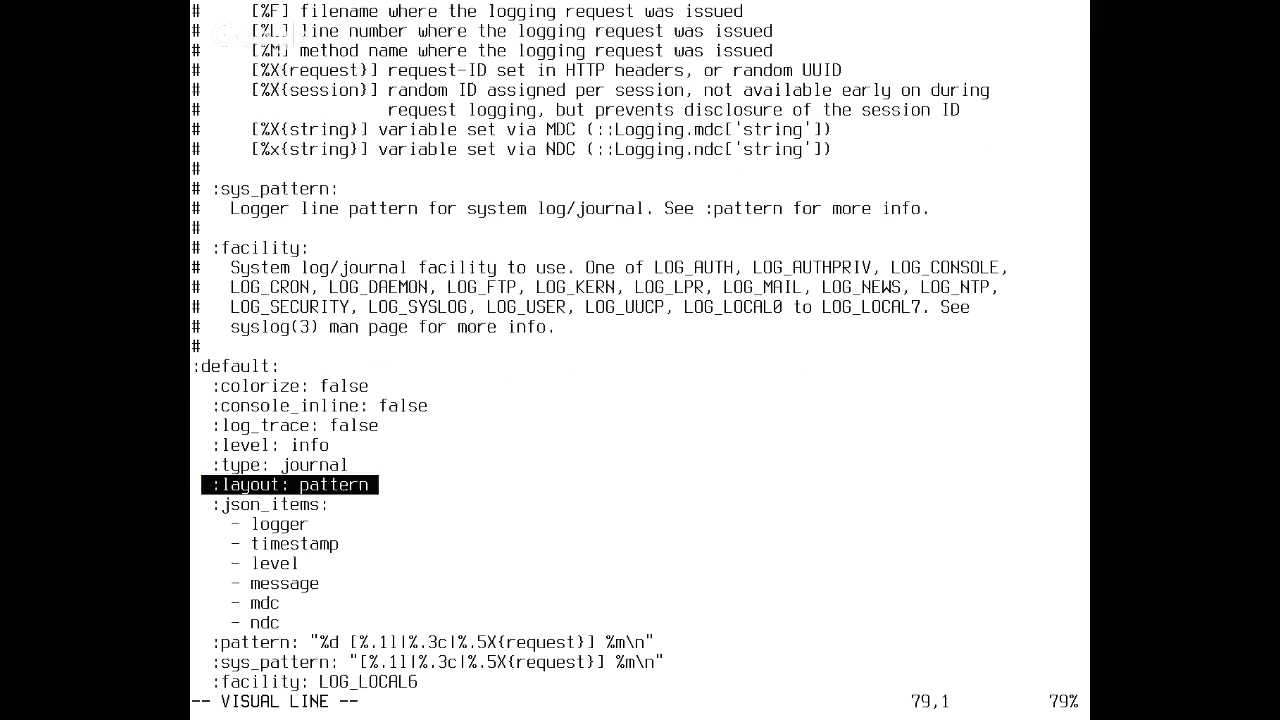 #     [%F] filename where the logging request was issued
#     [%L] line number where the logging request was issued
#     [%M] method name where the logging request was issued
#     [%X{request}] request-ID set in HTTP headers, or random UUID
#     [%X{session}] random ID assigned per session, not available early on during
#                   request logging, but prevents disclosure of the session ID
#     [%X{string}] variable set via MDC (::Logging.mdc['string'])
#     [%x{string}] variable set via NDC (::Logging.ndc['string'])
#
# :sys_pattern:
#   Logger line pattern for system log/journal. See :pattern for more info.
#
# :facility:
#   System log/journal facility to use. One of LOG_AUTH, LOG_AUTHPRIV, LOG_CONSOLE,
#   LOG_CRON, LOG_DAEMON, LOG_FTP, LOG_KERN, LOG_LPR, LOG_MAIL, LOG_NEWS, LOG_NTP,
#   LOG_SECURITY, LOG_SYSLOG, LOG_USER, LOG_UUCP, LOG_LOCAL0 to LOG_LOCAL7. See
#   syslog(3) man page for more info.
#
:default:
  :colorize: false
  :console_inline: false
  :log_trace: false
  :level: info
  :type: journal
  :layout: pattern
  :json_items:
    - logger
    - timestamp
    - level
    - message
    - mdc
    - ndc
  :pattern: "%d [%.1l|%.3c|%.5X{request}] %m\n"
  :sys_pattern: "[%.1l|%.3c|%.5X{request}] %m\n"
  :facility: LOG_LOCAL6
-- VISUAL LINE -- 79,1 79%